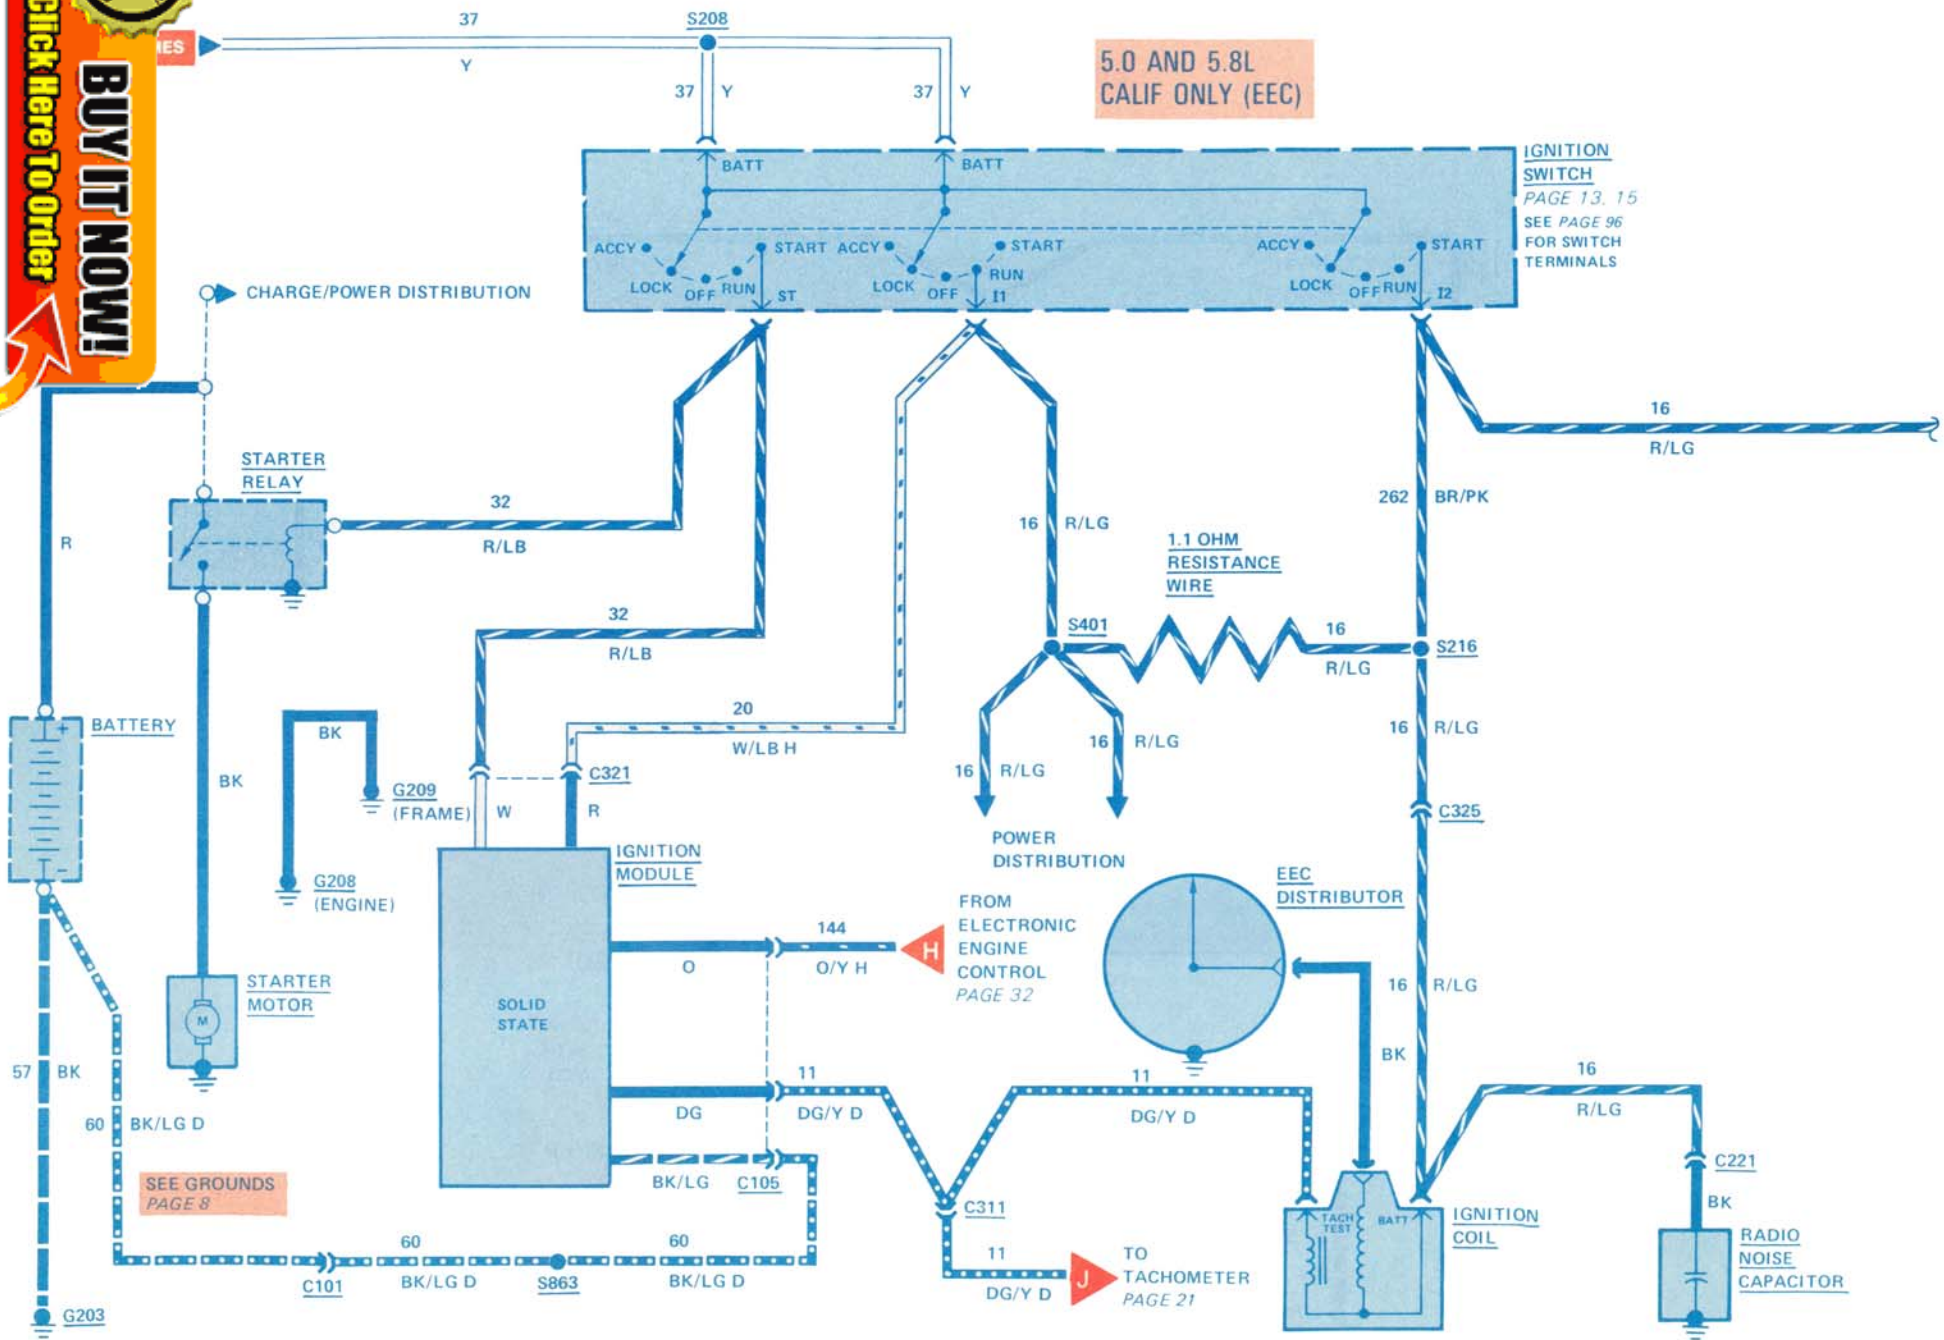 Click Here To Order
BUY IT NOW!
37
Y
S208
37 Y
37 Y
5.0 AND 5.8L
CALIF ONLY (EEC)
BATT
BATT
IGNITION
SWITCH
PAGE 13, 15
SEE PAGE 96
FOR SWITCH
TERMINALS
ACCY
LOCK
OFF
RUN
START
ST
ACCY
LOCK
OFF
RUN
START
I1
ACCY
LOCK
OFF
RUN
START
I2
CHARGE/POWER DISTRIBUTION
STARTER
RELAY
32
R/LB
R
16
R/LG
262 BR/PK
16 R/LG
1.1 OHM
RESISTANCE
WIRE
32
R/LB
S401
16
R/LG
S216
20
W/LB H
16 R/LG
16 R/LG
16 R/LG
BATTERY
+
-
BK
BK
G209
(FRAME)
G208
(ENGINE)
C321
W
R
C325
POWER
DISTRIBUTION
IGNITION
MODULE
SOLID
STATE
EEC
DISTRIBUTOR
FROM
ELECTRONIC
ENGINE
CONTROL
PAGE 32
H
144
O/Y H
O
STARTER
MOTOR
M
16 R/LG
BK
57 BK
60 BK/LG D
11
DG/Y D
DG
11
DG/Y D
16
R/LG
BK/LG
C105
SEE GROUNDS
PAGE 8
C311
C221
BK
TACH
TEST
BATT
IGNITION
COIL
RADIO
NOISE
CAPACITOR
60
BK/LG D
C101
S863
60
BK/LG D
11
DG/Y D
J
TO
TACHOMETER
PAGE 21
G203